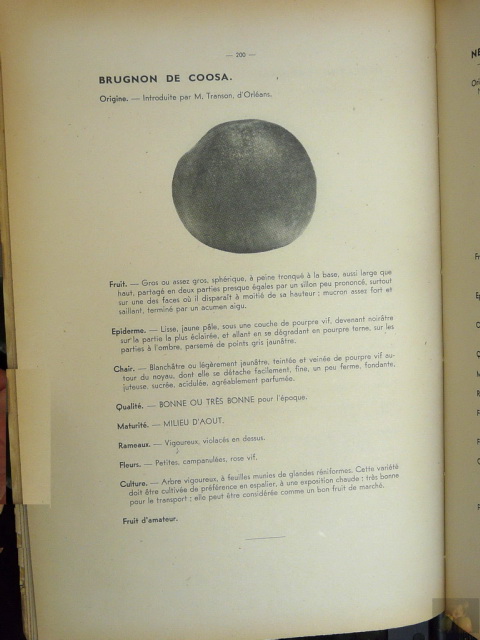 — 200 —
BRUGNON DE COOSA.
Origine. — Introduite par M. Transon, d'Orléans.
Fruit. — Gros ou assez gros, sphérique, à peine tronqué à la base, aussi large que
haut, partagé en deux parties presque égales par un sillon peu prononcé, surtout
sur une des faces où il disparaît à moitié de sa hauteur ; mucron assez fort et
saillant, terminé par un acumen aigu.
Epiderme. — Lisse, jaune pâle, sous une couche de pourpre vif, devenant noirâtre
sur la partie la plus éclairée, et allant en se dégradant en pourpre terne, sur les
parties à l'ombre, parsemé de points gris jaunâtre.
Chair. — Blanchâtre ou légèrement jaunâtre, teintée et veinée de pourpre vif au-
tour du noyau, dont elle se détache facilement, fine, un peu ferme, fondante,
juteuse, sucrée, acidulée, agréablement parfumée.
Qualité. — BONNE OU TRÈS BONNE pour l'époque.
Maturité. — MILIEU D'AOUT.
Rameaux. — Vigoureux, violacés en dessus.
Fleurs. — Petites, campanulées, rose vif.
Culture. — Arbre vigoureux, à feuilles munies de glandes réniformes. Cette variété
doit être cultivée de préférence en espalier, à une exposition chaude ; très bonne
pour le transport ; elle peut être considérée comme un bon fruit de marché.
Fruit d'amateur.